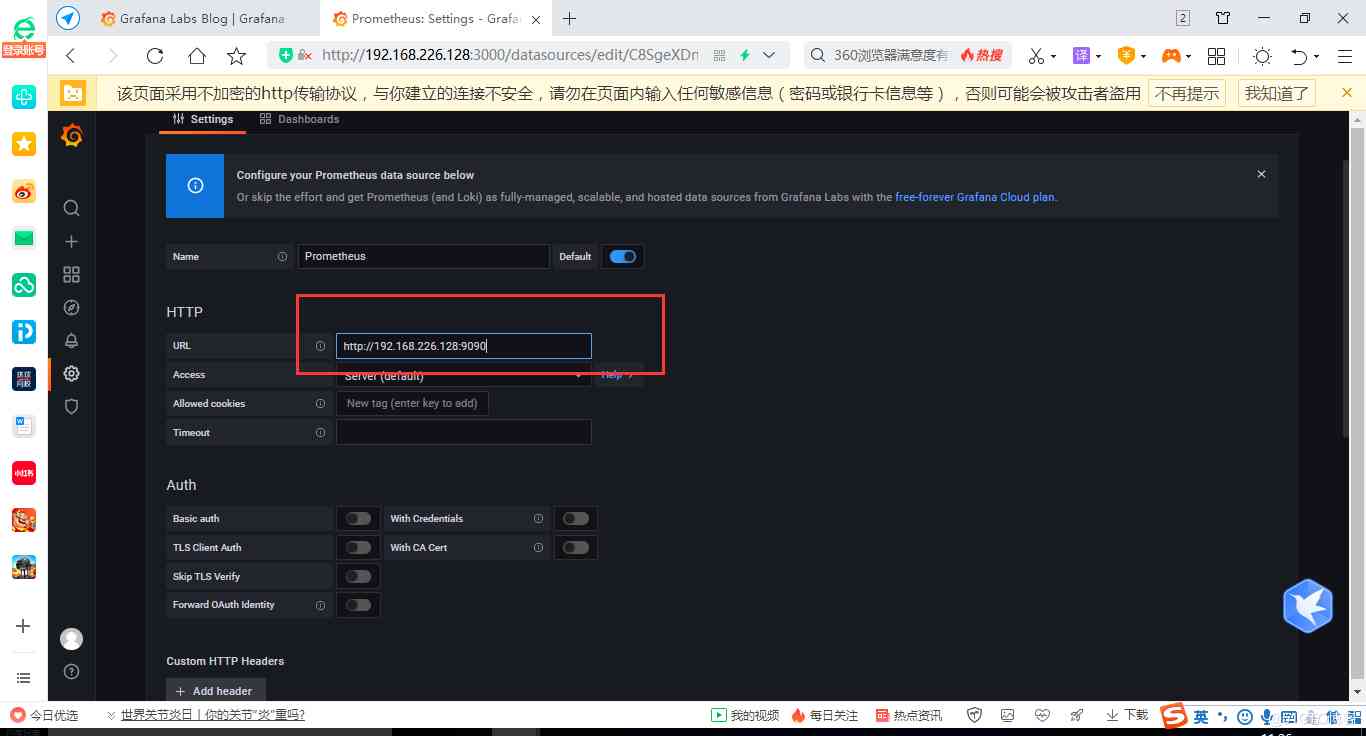 Grafana Labs Blog | Grafana
Prometheus: Settings - Grafa
2
登录账号
http://192.168.226.128:3000/datasources/edit/C8SgeXDn
360浏览器满意度有
热搜
译
该页面采用不加密的http传输协议，与你建立的连接不安全，请勿在页面内输入任何敏感信息（密码或银行卡信息等），否则可能会被攻击者盗用
不再提示
我知道了
Settings
Dashboards
Configure your Prometheus data source below
Or skip the effort and get Prometheus (and Loki) as fully-managed, scalable, and hosted data sources from Grafana Labs with the free-forever Grafana Cloud plan.
Name
Prometheus
Default
HTTP
URL
http://192.168.226.128:9090
Access
Server (default)
Help
Allowed cookies
New tag (enter key to add)
Timeout
Auth
Basic auth
With Credentials
TLS Client Auth
With CA Cert
Skip TLS Verify
Forward OAuth Identity
Custom HTTP Headers
Add header
小红书
今日优选
世界关节炎日｜你的关节“炎”重吗?
我的视频
每日关注
热点资讯
下载
英